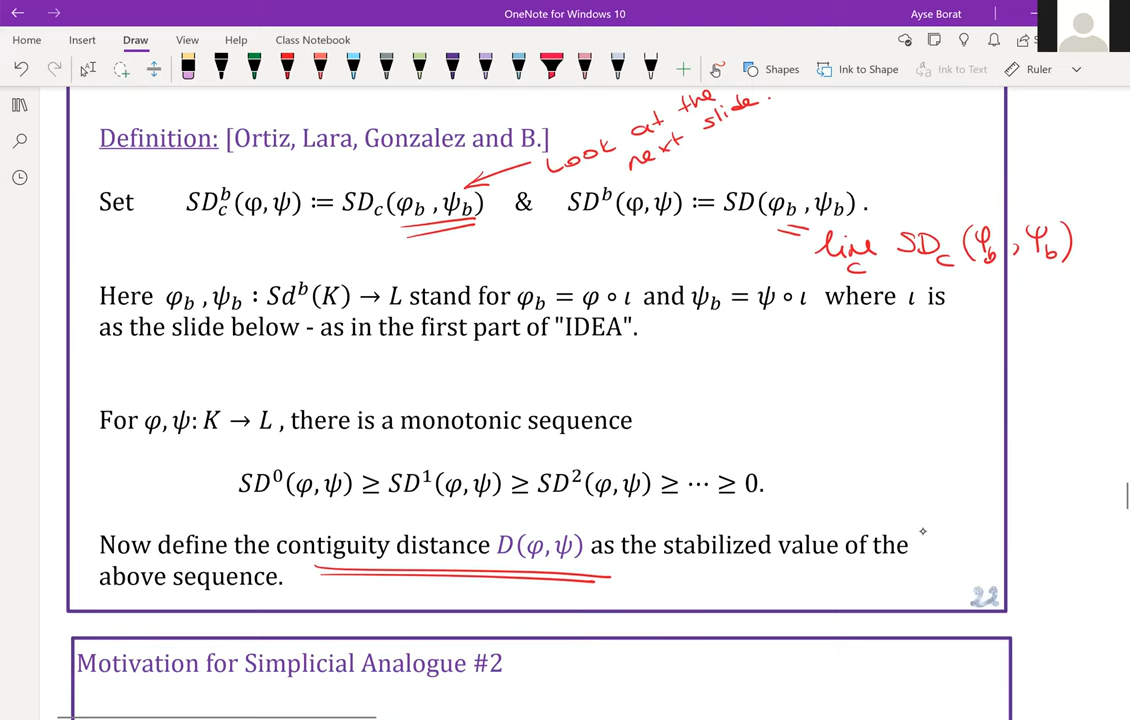 OneNote for Windows 10
Ayse Borat
Home Insert Draw View Help Class Notebook
Shapes Ink to Shape Ink to Text Ruler
Look at the
next slide.
Definition: [Ortiz, Lara, Gonzalez and B.]
Set SD_c^b(φ,ψ) ≔ SD_c(φ_b ,ψ_b) & SD^b(φ,ψ) ≔ SD(φ_b ,ψ_b) .
lim_c SD_c (φ_b , ψ_b)
Here φ_b ,ψ_b : Sd^b(K) → L stand for φ_b = φ ∘ ι and ψ_b = ψ ∘ ι where ι is
as the slide below - as in the first part of "IDEA".
For φ,ψ: K → L , there is a monotonic sequence
SD^0(φ,ψ) ≥ SD^1(φ,ψ) ≥ SD^2(φ,ψ) ≥ ⋯ ≥ 0.
Now define the contiguity distance D(φ,ψ) as the stabilized value of the
above sequence.
22
Motivation for Simplicial Analogue #2